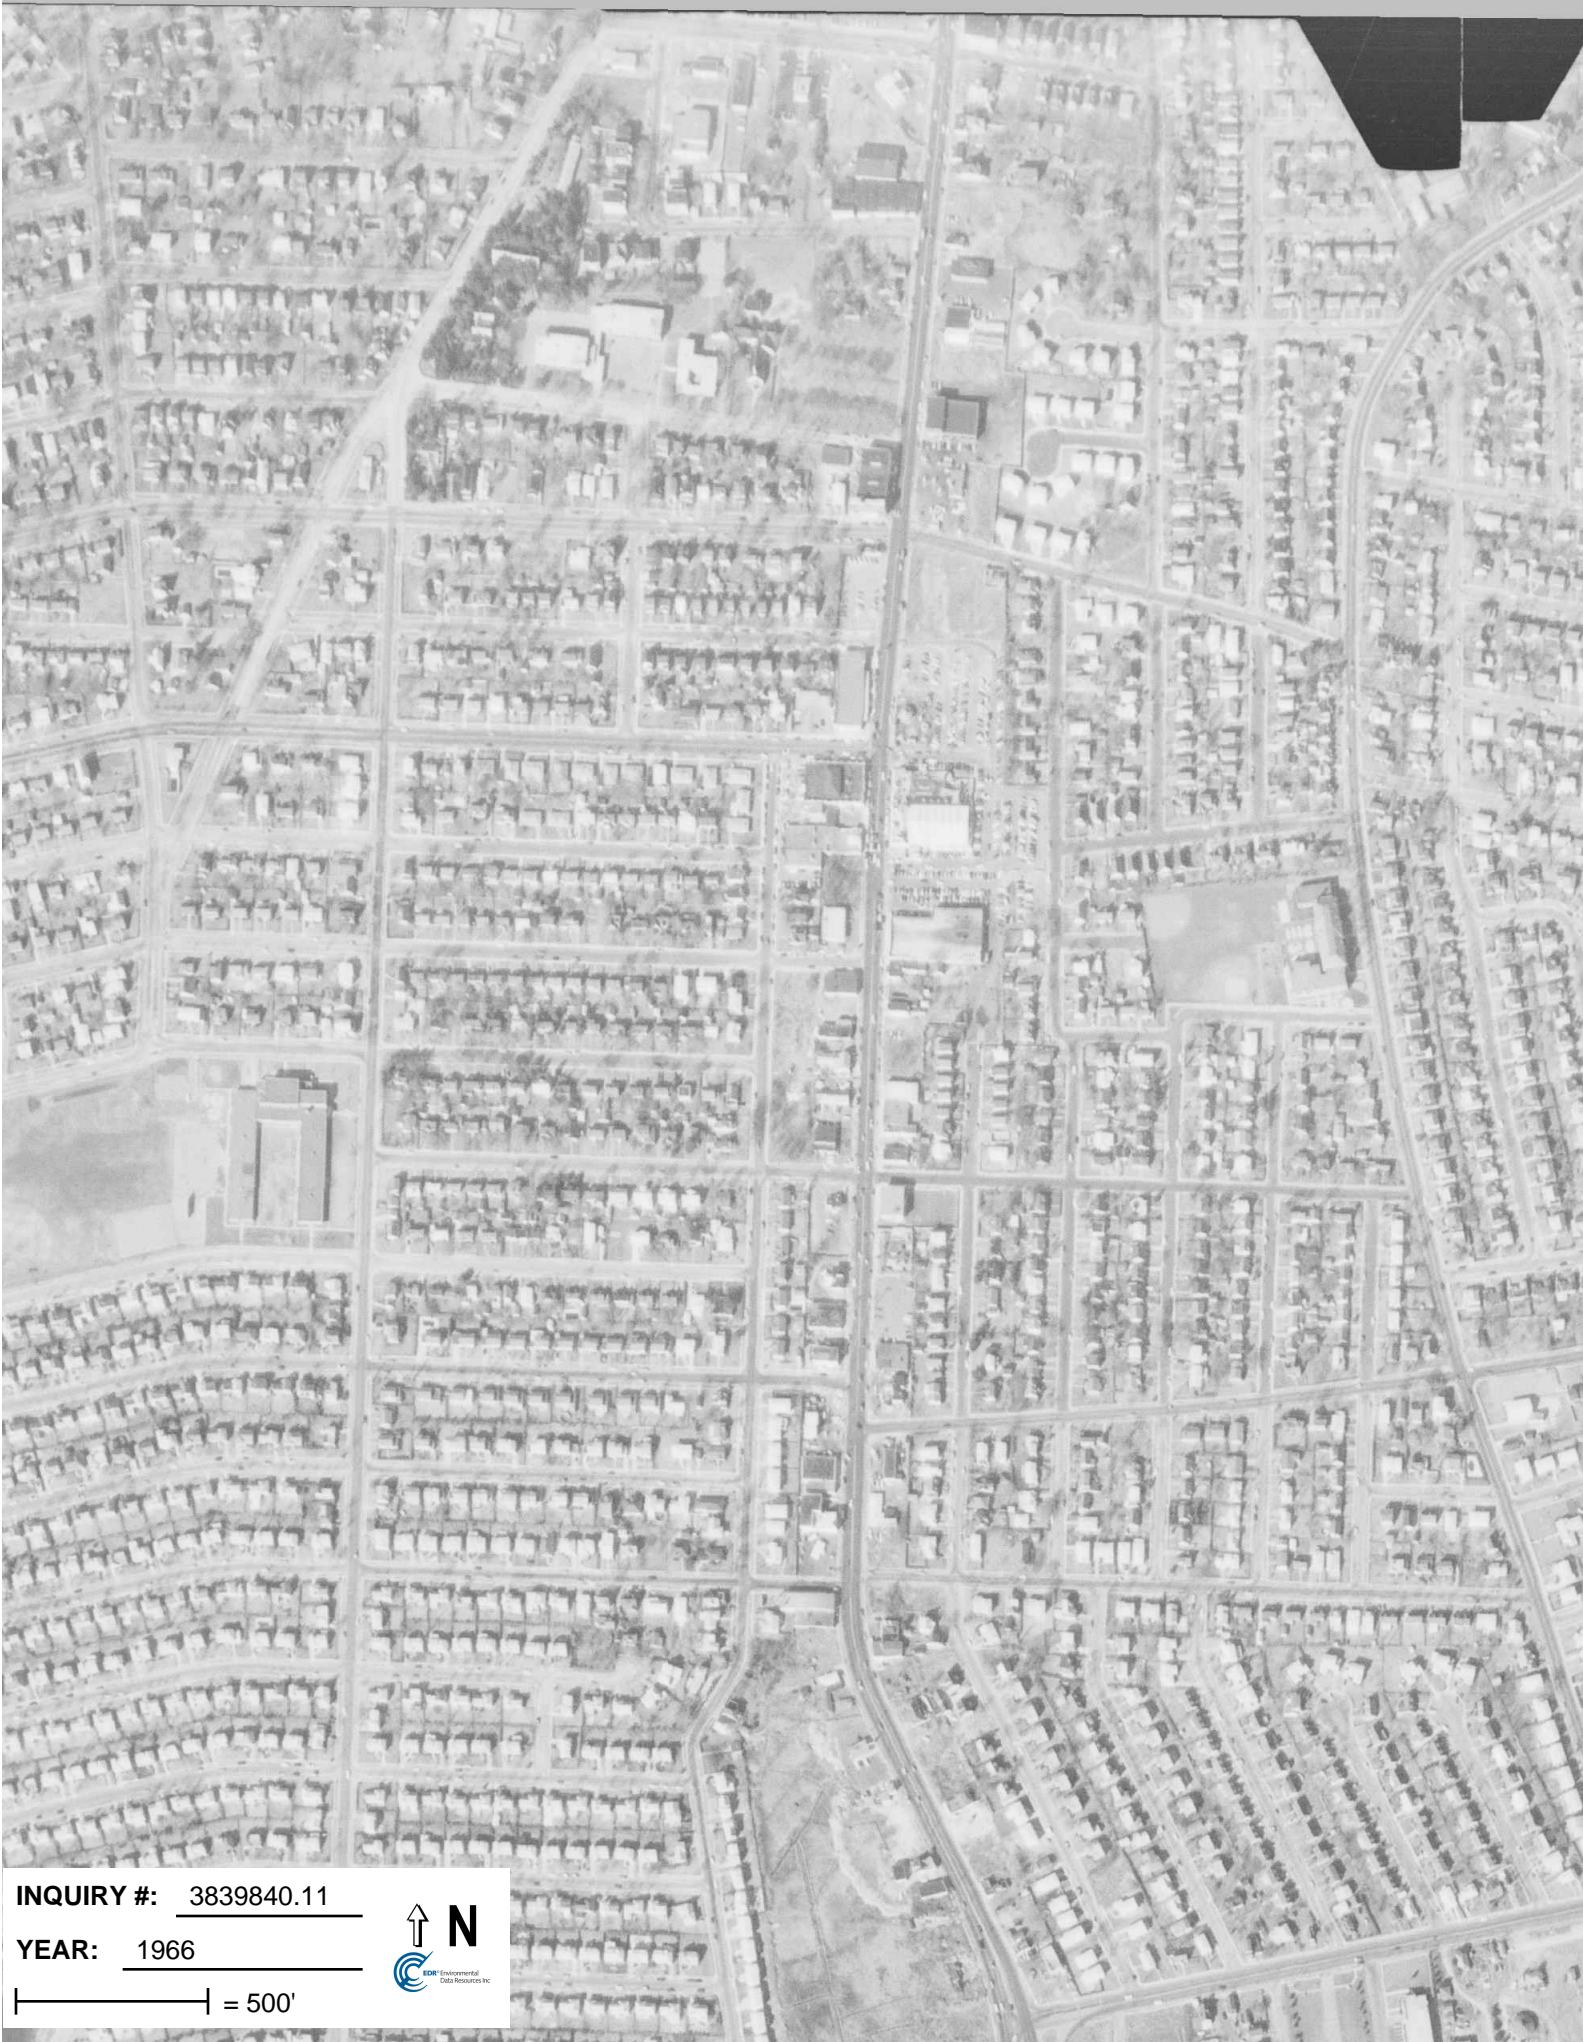 INQUIRY #: 3839840.11
YEAR: 1966
N
EDR® Environmental
Data Resources Inc
= 500'